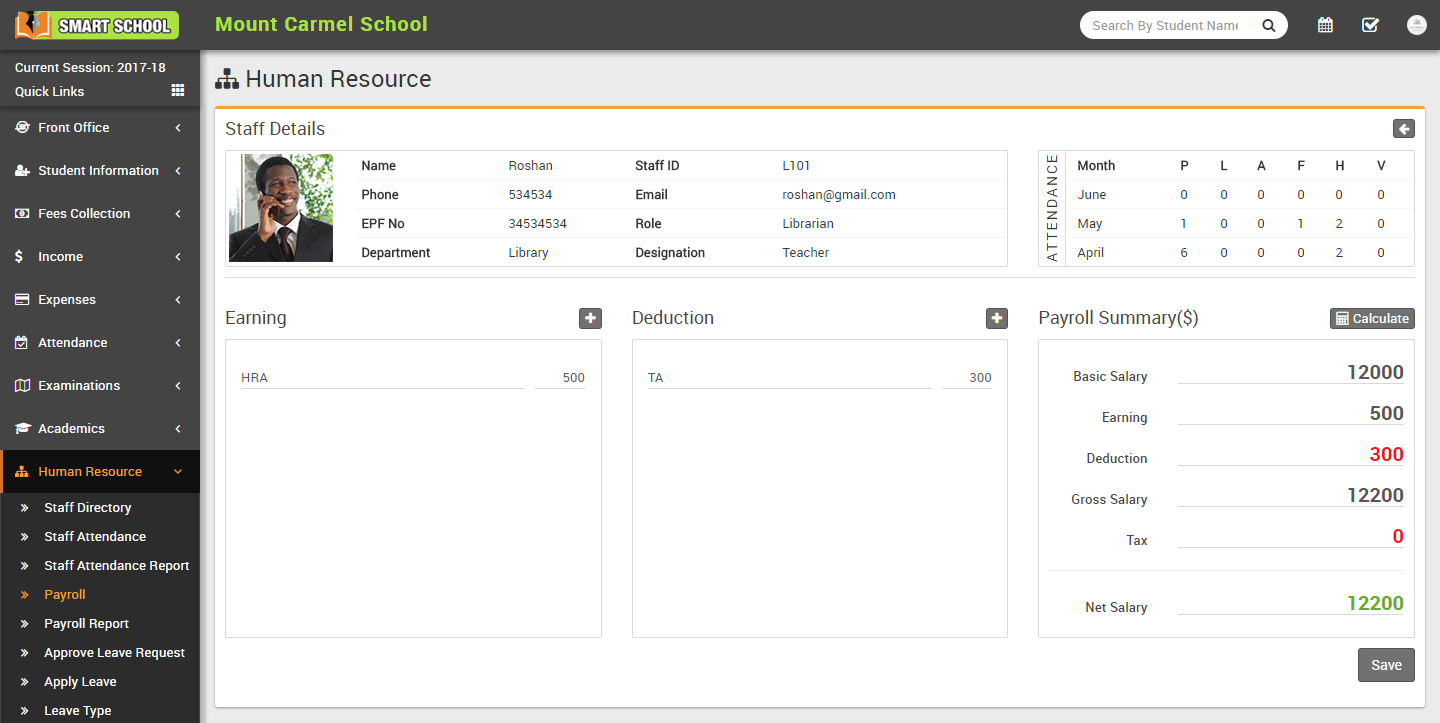 SMART SCHOOL
Mount Carmel School
Search By Student Name
Current Session: 2017-18
Quick Links
Front Office
Student Information
Fees Collection
Income
Expenses
Attendance
Examinations
Academics
Human Resource
Staff Directory
Staff Attendance
Staff Attendance Report
Payroll
Payroll Report
Approve Leave Request
Apply Leave
Leave Type
Human Resource
Staff Details
Name Roshan Staff ID L101
Phone 534534 Email roshan@gmail.com
EPF No 34534534 Role Librarian
Department Library Designation Teacher
ATTENDANCE
Month P L A F H V
June 0 0 0 0 0 0
May 1 0 0 1 2 0
April 6 0 0 0 2 0
Earning
HRA 500
Deduction
TA 300
Payroll Summary($) Calculate
Basic Salary 12000
Earning 500
Deduction 300
Gross Salary 12200
Tax 0
Net Salary 12200
Save